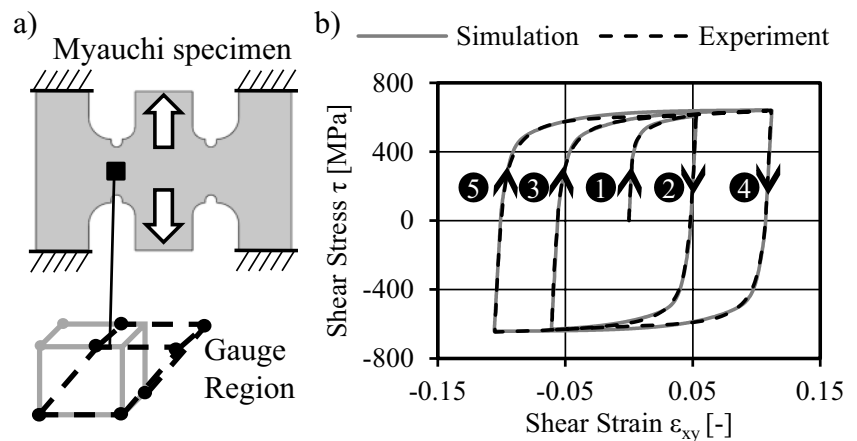 a)
Myauchi specimen
Gauge
Region
b)
Simulation
Experiment
Shear Stress τ [MPa]
800
400
0
-400
-800
5
3
1
2
4
-0.15
-0.05
0.05
0.15
Shear Strain εxy [-]